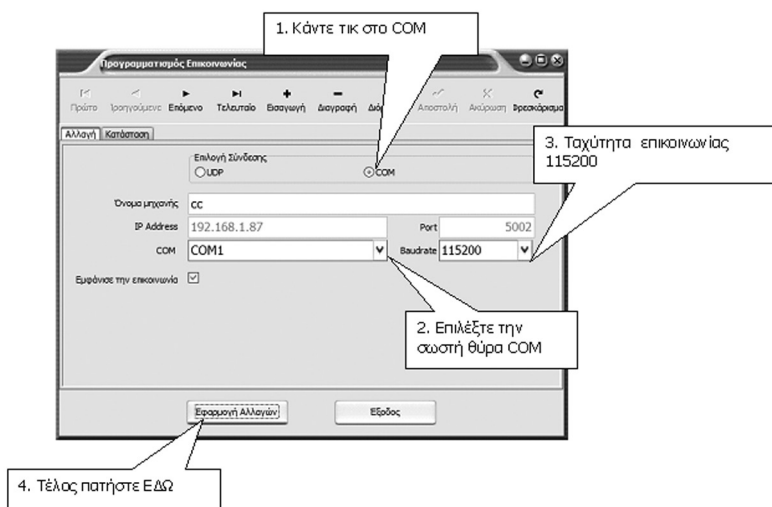 1. Κάντε τικ στο COM
Προγραμματισμός Επικοινωνίας
Πρώτο Επόμενο Τελευταίο Εισαγωγή Διαγραφή Αποστολή Ακύρωση
Αλλαγή Κατάσταση
3. Ταχύτητα επικοινωνίας
115200
Επιλογή Σύνδεσης
UDP COM
Όνομα μηχανής cc
IP Address 192.168.1.87 Port 5002
COM COM1 Baudrate 115200
Εμφάνισε την επικοινωνία
2. Επιλέξτε την
σωστή θύρα COM
Εφαρμογή Αλλαγών Έξοδος
4. Τέλος πατήστε ΕΔΩ